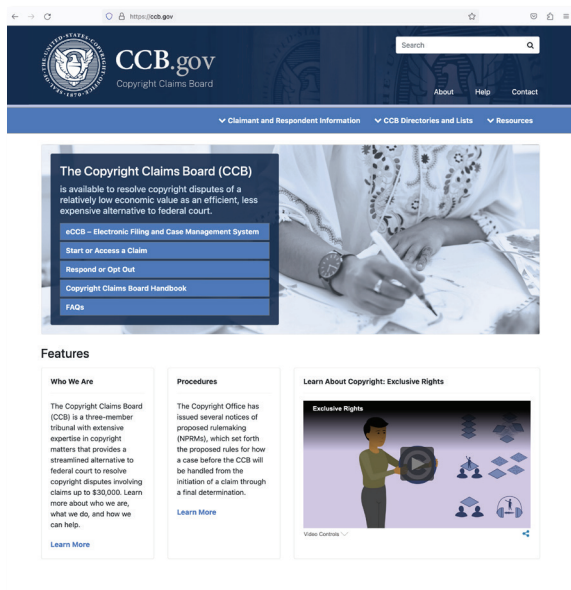 https://ccb.gov
UNITED·STATES·COPYRIGHT·OFFICE·
·1870·
CCB.gov
Copyright Claims Board
Search
About Help Contact
Claimant and Respondent Information CCB Directories and Lists Resources
The Copyright Claims Board (CCB)
is available to resolve copyright disputes of a
relatively low economic value as an efficient, less
expensive alternative to federal court.
eCCB – Electronic Filing and Case Management System
Start or Access a Claim
Respond or Opt Out
Copyright Claims Board Handbook
FAQs
Features
Who We Are
The Copyright Claims Board
(CCB) is a three-member
tribunal with extensive
expertise in copyright
matters that provides a
streamlined alternative to
federal court to resolve
copyright disputes involving
claims up to $30,000. Learn
more about who we are,
what we do, and how we
can help.
Learn More
Procedures
The Copyright Office has
issued several notices of
proposed rulemaking
(NPRMs), which set forth
the proposed rules for how
a case before the CCB will
be handled from the
initiation of a claim through
a final determination.
Learn More
Learn About Copyright: Exclusive Rights
Exclusive Rights
Video Controls